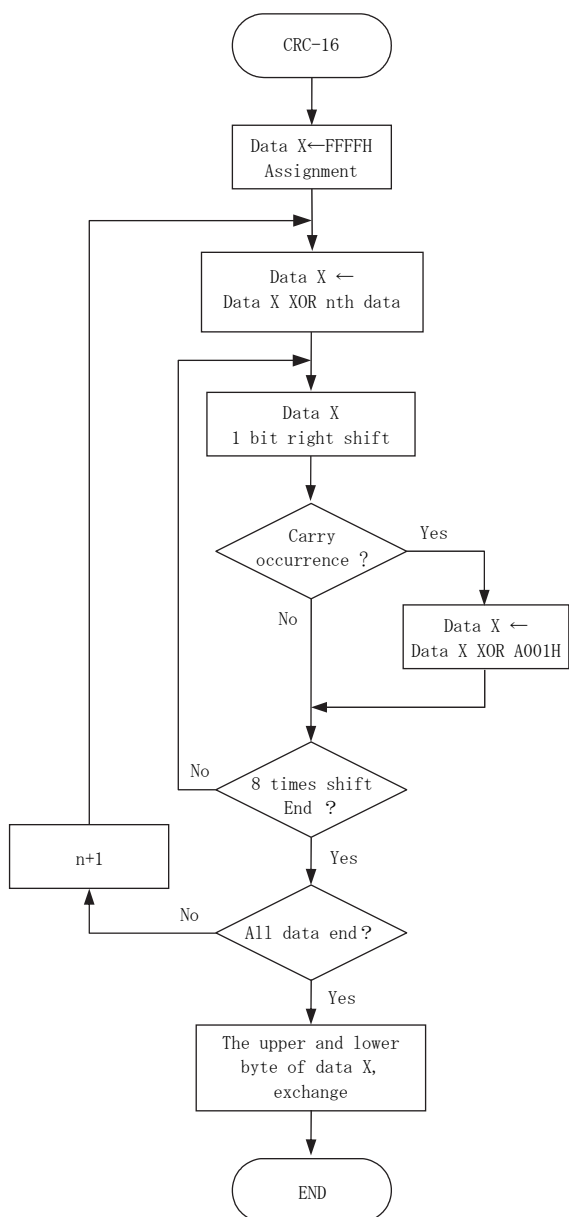 CRC-16
Data X←FFFFH
Assignment
Data X ←
Data X XOR nth data
Data X
1 bit right shift
Carry
occurrence ?
Yes
No
Data X ←
Data X XOR A001H
8 times shift
End ?
No
Yes
n+1
All data end?
No
Yes
The upper and lower
byte of data X,
exchange
END